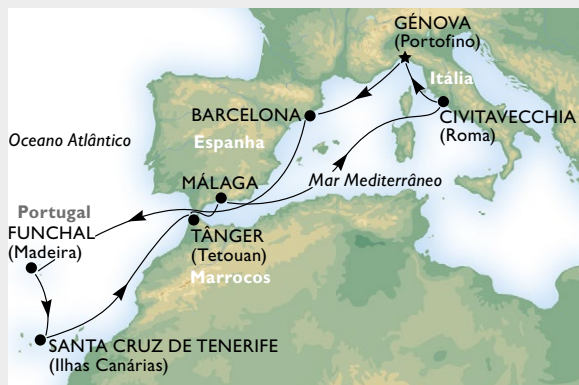 GÉNOVA
(Portofino)
Itália
BARCELONA
CIVITAVECCHIA
(Roma)
Oceano Atlântico
Espanha
MÁLAGA
Mar Mediterrâneo
Portugal
FUNCHAL
(Madeira)
TÂNGER
(Tetouan)
Marrocos
SANTA CRUZ DE TENERIFE
(Ilhas Canárias)